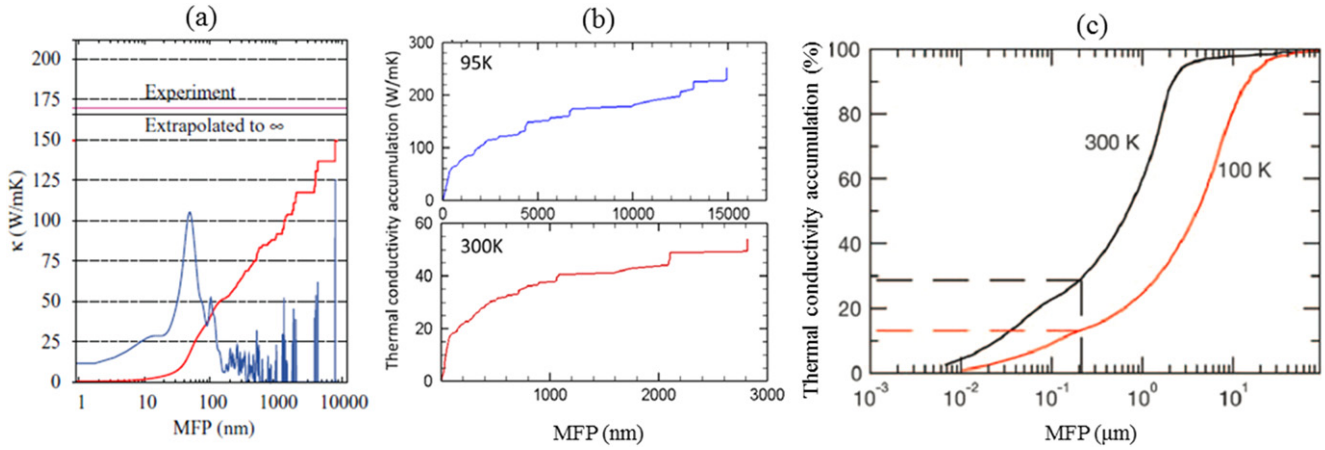 (a)
200
175
150
125
100
75
50
25
0
κ (W/mK)
Experiment
Extrapolated to ∞
1 10 100 1000 10000
MFP (nm)
(b)
Thermal conductivity accumulation (W/mK)
300
200
100
0
95K
0 5000 10000 15000
60
40
20
0
300K
1000 2000 3000
MFP (nm)
(c)
Thermal conductivity accumulation (%)
100
80
60
40
20
0
300 K
100 K
10⁻³ 10⁻² 10⁻¹ 10⁰ 10¹
MFP (μm)